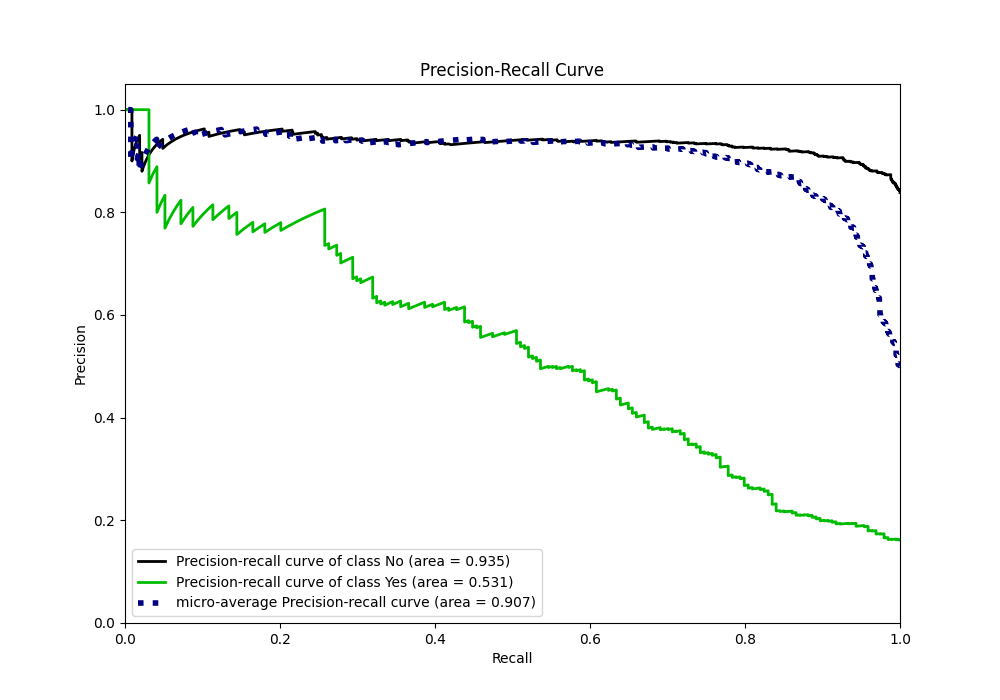 Precision-Recall Curve
1.0
0.8
0.6
0.4
0.2
0.0
Precision
Precision-recall curve of class No (area = 0.935)
Precision-recall curve of class Yes (area = 0.531)
micro-average Precision-recall curve (area = 0.907)
0.0 0.2 0.4 0.6 0.8 1.0
Recall